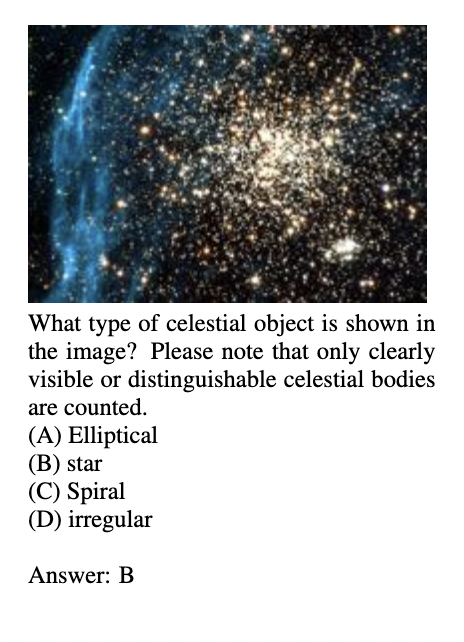 What type of celestial object is shown in
the image? Please note that only clearly
visible or distinguishable celestial bodies
are counted.
(A) Elliptical
(B) star
(C) Spiral
(D) irregular
Answer: B